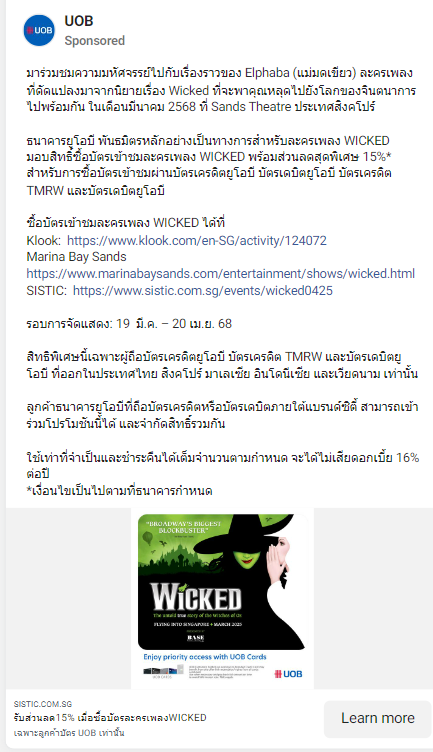 UOB
Sponsored
มาร่วมชมความมหัศจรรย์ไปกับเรื่องราวของ Elphaba (แม่มดเขียว) ละครเพลง
ที่ดัดแปลงมาจากนิยายเรื่อง Wicked ที่จะพาคุณหลุดไปยังโลกของจินตนาการ
ไปพร้อมกัน ในเดือนมีนาคม 2568 ที่ Sands Theatre ประเทศสิงคโปร์
ธนาคารยูโอบี พันธมิตรหลักอย่างเป็นทางการสำหรับละครเพลง WICKED
มอบสิทธิ์ซื้อบัตรเข้าชมละครเพลง WICKED พร้อมส่วนลดสุดพิเศษ 15%*
สำหรับการซื้อบัตรเข้าชมผ่านบัตรเครดิตยูโอบี บัตรเดบิตยูโอบี บัตรเครดิต
TMRW และบัตรเดบิตยูโอบี
ซื้อบัตรเข้าชมละครเพลง WICKED ได้ที่
Klook: https://www.klook.com/en-SG/activity/124072
Marina Bay Sands
https://www.marinabaysands.com/entertainment/shows/wicked.html
SISTIC: https://www.sistic.com.sg/events/wicked0425
รอบการจัดแสดง: 19 มี.ค. – 20 เม.ย. 68
สิทธิพิเศษนี้เฉพาะผู้ถือบัตรเครดิตยูโอบี บัตรเครดิต TMRW และบัตรเดบิตยู
โอบี ที่ออกในประเทศไทย สิงคโปร์ มาเลเซีย อินโดนีเซีย และเวียดนาม เท่านั้น
ลูกค้าธนาคารยูโอบีที่ถือบัตรเครดิตหรือบัตรเดบิตภายใต้แบรนด์ซิตี้ สามารถเข้า
ร่วมโปรโมชันนี้ได้ และจำกัดสิทธิ์รวมกัน
ใช้เท่าที่จำเป็นและชำระคืนได้เต็มจำนวนตามกำหนด จะได้ไม่เสียดอกเบี้ย 16%
ต่อปี
*เงื่อนไขเป็นไปตามที่ธนาคารกำหนด
"BROADWAY'S BIGGEST
BLOCKBUSTER"
WICKED
The untold true story of the Witches of Oz
FLYING INTO SINGAPORE • MARCH 2025
BASE
Enjoy priority access with UOB Cards
UOB
SISTIC.COM.SG
รับส่วนลด15% เมื่อซื้อบัตรละครเพลงWICKED
เฉพาะลูกค้าบัตร UOB เท่านั้น
Learn more